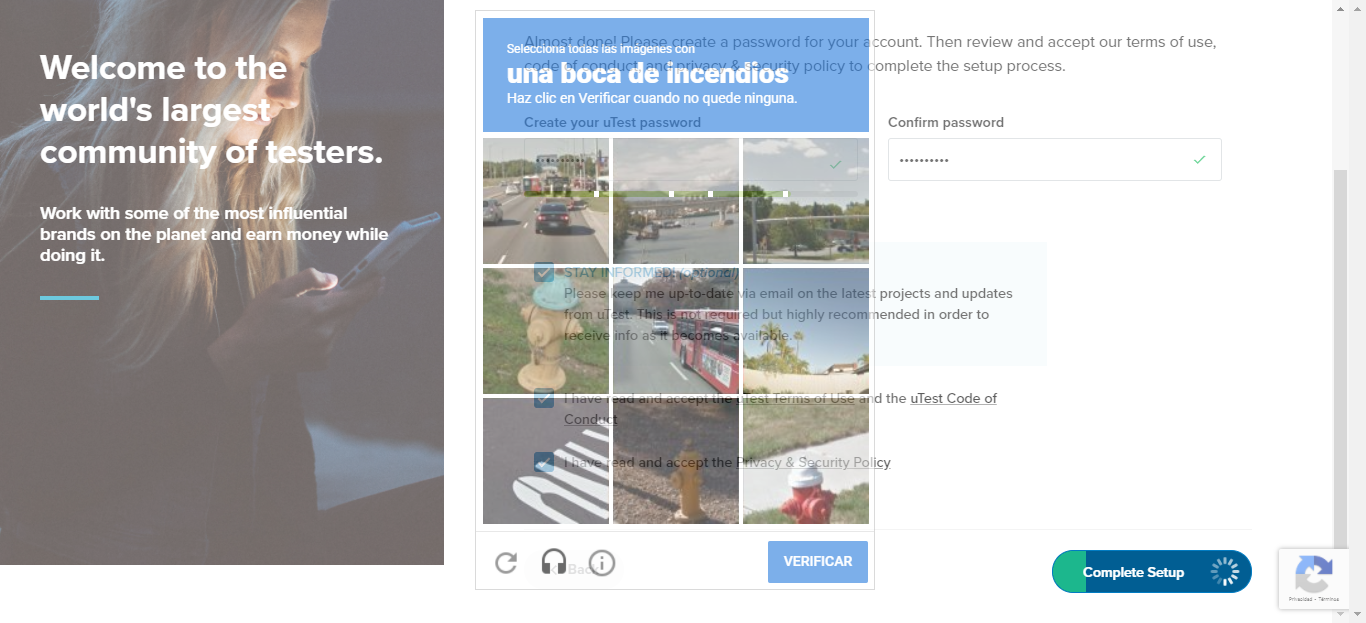 Welcome to the
world's largest
community of testers.
Work with some of the most influential
brands on the planet and earn money while
doing it.
Almost done! Please create a password for your account. Then review and accept our terms of use,
code of conduct, and privacy & security policy to complete the setup process.
Selecciona todas las imágenes con
una boca de incendios
Haz clic en Verificar cuando no quede ninguna.
Create your uTest password
Confirm password
••••••••••
STAY INFORMED! (optional)
Please keep me up-to-date via email on the latest projects and updates
from uTest. This is not required but highly recommended in order to
receive info as it becomes available.
I have read and accept the uTest Terms of Use and the uTest Code of
Conduct
I have read and accept the Privacy & Security Policy
Back
VERIFICAR
Complete Setup
Privacidad - Términos